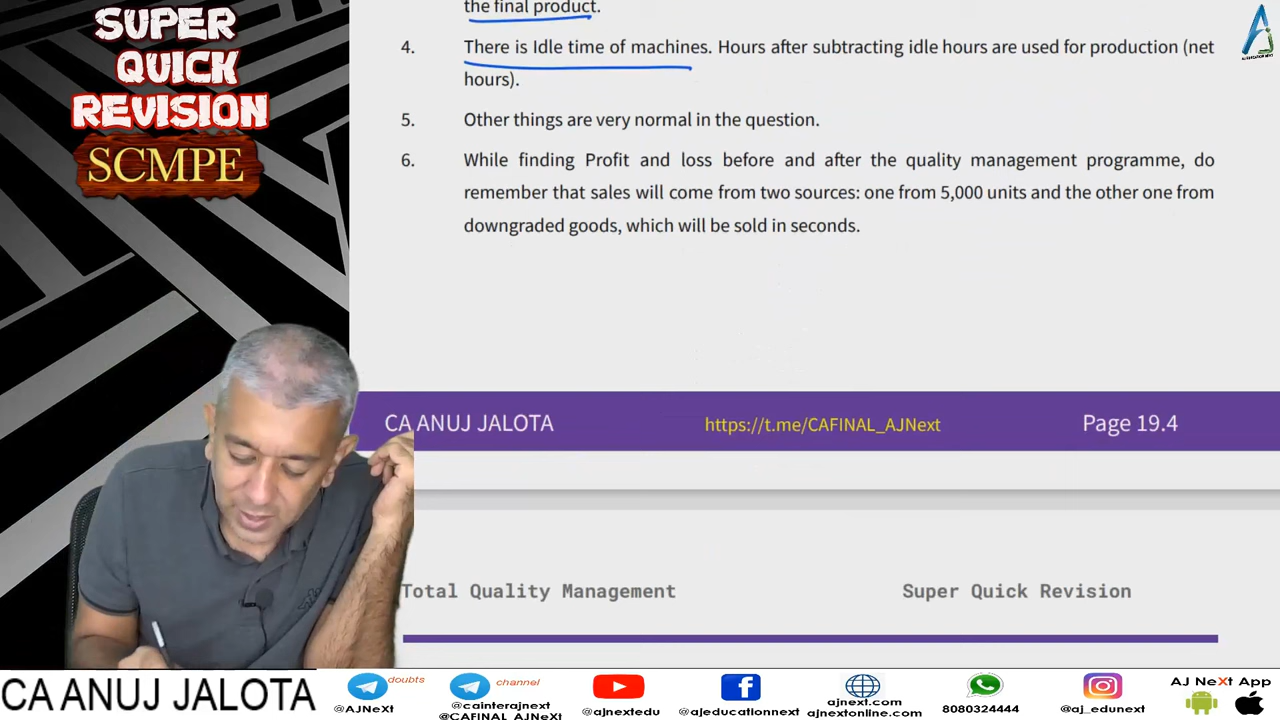 SUPER
QUICK
REVISION
SCMPE
the final product.
4. There is Idle time of machines. Hours after subtracting idle hours are used for production (net
hours).
5. Other things are very normal in the question.
6. While finding Profit and loss before and after the quality management programme, do
remember that sales will come from two sources: one from 5,000 units and the other one from
downgraded goods, which will be sold in seconds.
CA ANUJ JALOTA https://t.me/CAFINAL_AJNext Page 19.4
Total Quality Management Super Quick Revision
CA ANUJ JALOTA
doubts
@AJNeXt
channel
@cainterajnext
@CAFINAL_AJNeXt
@ajnextedu
@ajeducationnext
ajnext.com
ajnextonline.com
8080324444
@aj_edunext
AJ NeXt App